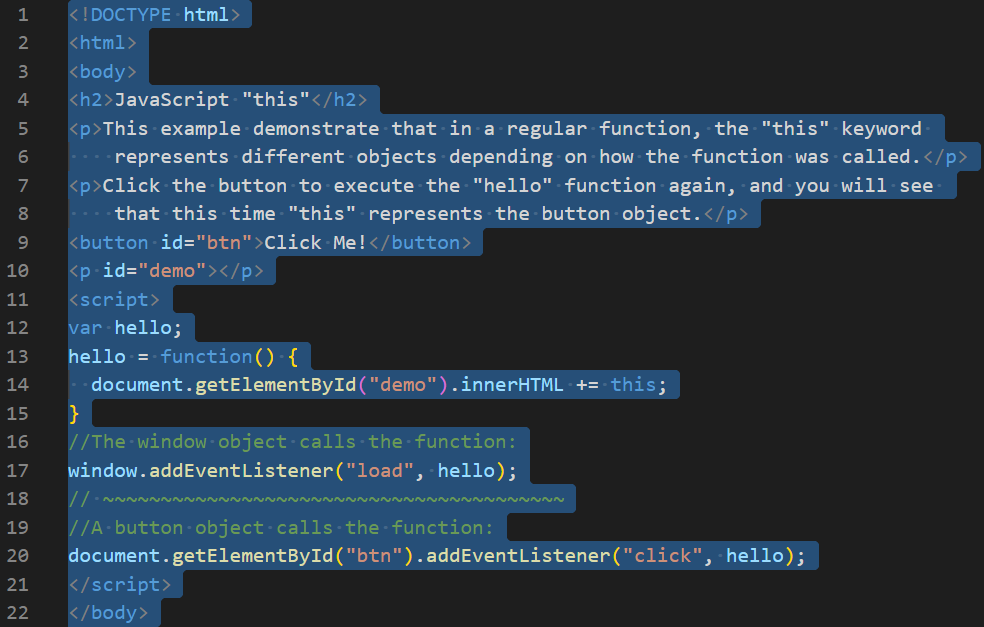 1 <!DOCTYPE html>
2 <html>
3 <body>
4 <h2>JavaScript "this"</h2>
5 <p>This example demonstrate that in a regular function, the "this" keyword
6     represents different objects depending on how the function was called.</p>
7 <p>Click the button to execute the "hello" function again, and you will see
8     that this time "this" represents the button object.</p>
9 <button id="btn">Click Me!</button>
10 <p id="demo"></p>
11 <script>
12 var hello;
13 hello = function() {
14   document.getElementById("demo").innerHTML += this;
15 }
16 //The window object calls the function:
17 window.addEventListener("load", hello);
18 // ~~~~~~~~~~~~~~~~~~~~~~~~~~~~~~~~~~~~~~~~
19 //A button object calls the function:
20 document.getElementById("btn").addEventListener("click", hello);
21 </script>
22 </body>